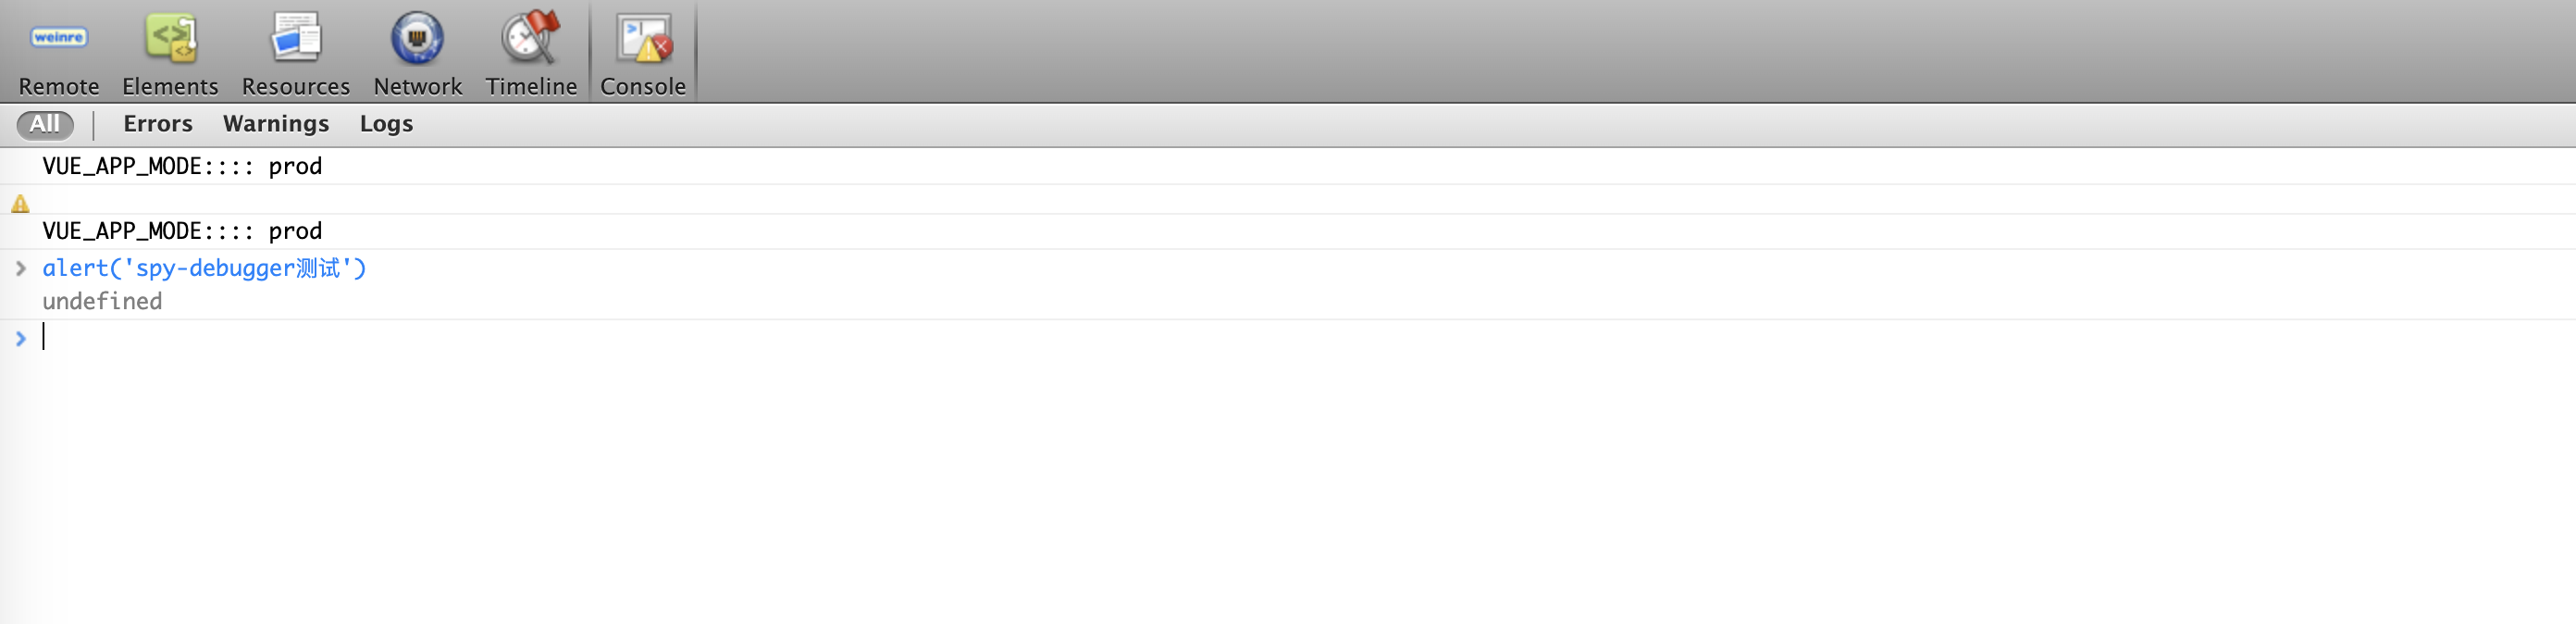 weinre
Remote Elements Resources Network Timeline Console
All Errors Warnings Logs
VUE_APP_MODE:::: prod
VUE_APP_MODE:::: prod
alert('spy-debugger测试')
undefined